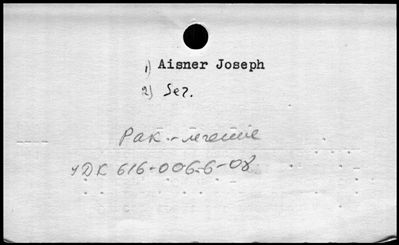 1) Aisner Joseph
2) Ser.
Рак - лечение
УДК 616-006.6-08